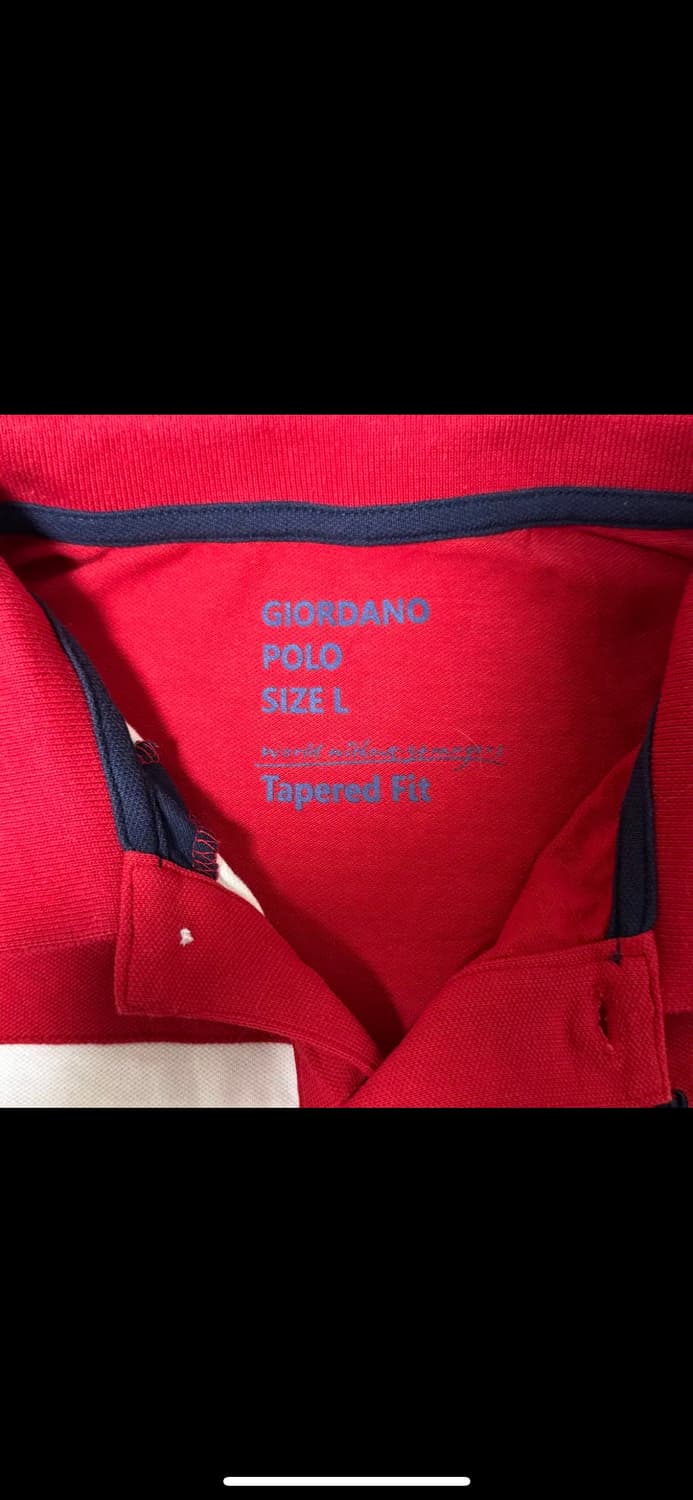 GIORDANO
POLO
SIZE L
Tapered Fit